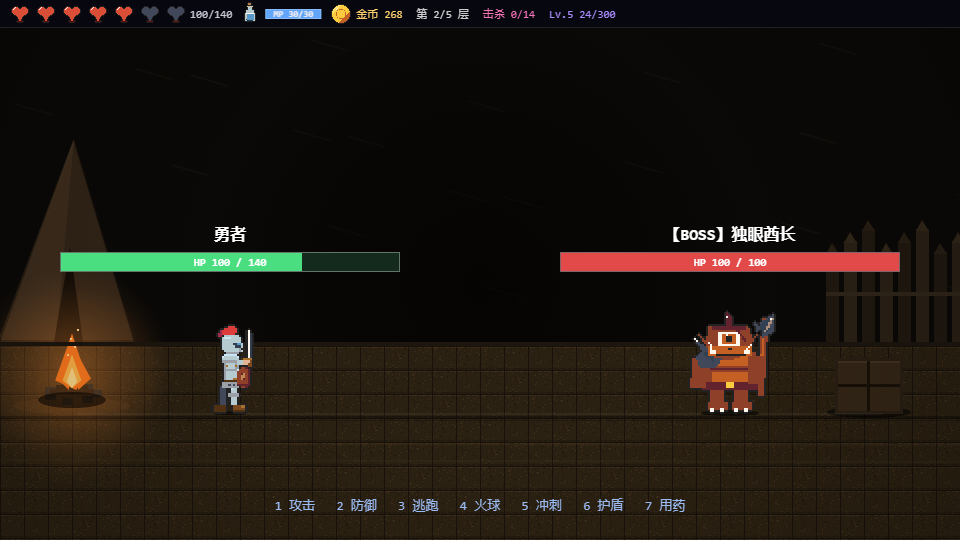 100/140 MP 30/30 金币 268 第 2/5 层 击杀 0/14 Lv.5 24/300
勇者 【BOSS】独眼酋长
HP 100 / 140 HP 100 / 100
1 攻击 2 防御 3 逃跑 4 火球 5 冲刺 6 护盾 7 用药